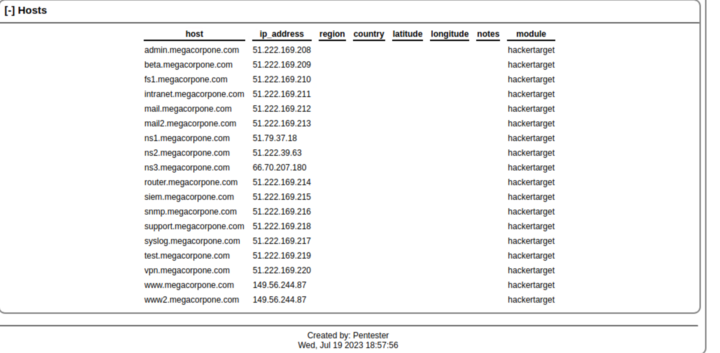 [-] Hosts
host ip_address region country latitude longitude notes module
admin.megacorpone.com 51.222.169.208 hackertarget
beta.megacorpone.com 51.222.169.209 hackertarget
fs1.megacorpone.com 51.222.169.210 hackertarget
intranet.megacorpone.com 51.222.169.211 hackertarget
mail.megacorpone.com 51.222.169.212 hackertarget
mail2.megacorpone.com 51.222.169.213 hackertarget
ns1.megacorpone.com 51.79.37.18 hackertarget
ns2.megacorpone.com 51.222.39.63 hackertarget
ns3.megacorpone.com 66.70.207.180 hackertarget
router.megacorpone.com 51.222.169.214 hackertarget
siem.megacorpone.com 51.222.169.215 hackertarget
snmp.megacorpone.com 51.222.169.216 hackertarget
support.megacorpone.com 51.222.169.218 hackertarget
syslog.megacorpone.com 51.222.169.217 hackertarget
test.megacorpone.com 51.222.169.219 hackertarget
vpn.megacorpone.com 51.222.169.220 hackertarget
www.megacorpone.com 149.56.244.87 hackertarget
www2.megacorpone.com 149.56.244.87 hackertarget
Created by: Pentester
Wed, Jul 19 2023 18:57:56